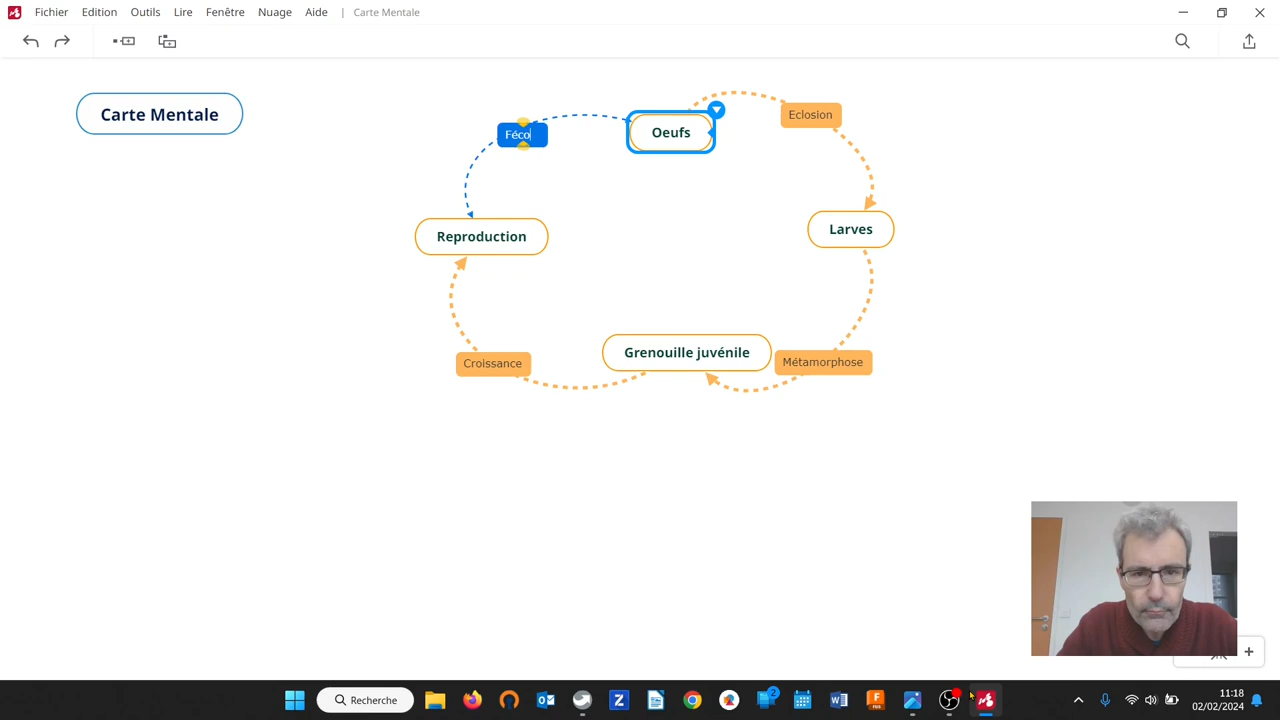 Fichier Edition Outils Lire Fenêtre Nuage Aide | Carte Mentale
Carte Mentale
Eclosion
Oeufs
Féco
Larves
Reproduction
Grenouille juvénile
Métamorphose
Croissance
Recherche
2
11:18
02/02/2024